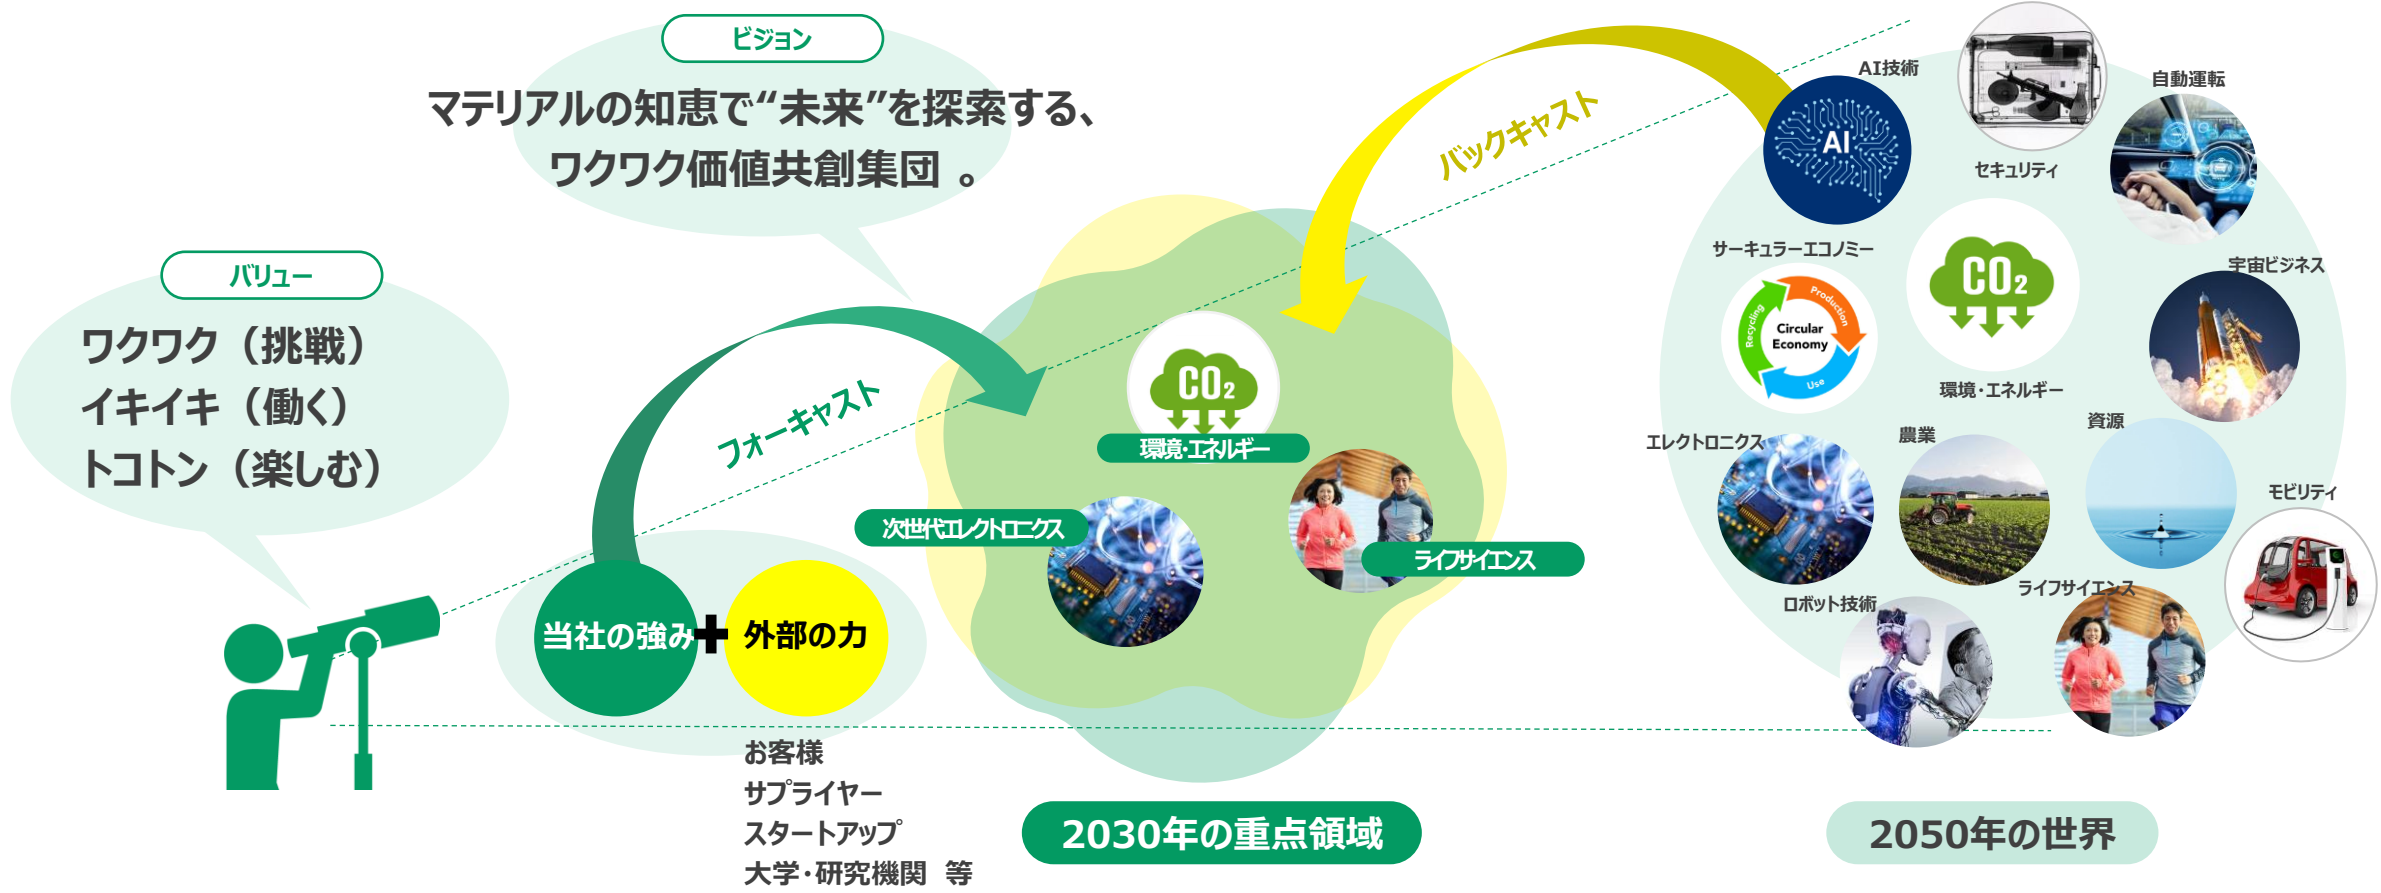 ビジョン
マテリアルの知恵で“未来”を探索する、
ワクワク価値共創集団 。
バリュー
ワクワク（挑戦）
イキイキ（働く）
トコトン（楽しむ）
フォーキャスト
バックキャスト
当社の強み
+
外部の力
お客様
サプライヤー
スタートアップ
大学・研究機関 等
CO2
環境・エネルギー
次世代エレクトロニクス
ライフサイエンス
2030年の重点領域
AI技術
AI
セキュリティ
自動運転
サーキュラーエコノミー
Recycling
Production
Circular
Economy
Use
CO2
環境・エネルギー
宇宙ビジネス
エレクトロニクス
農業
資源
モビリティ
ロボット技術
ライフサイエンス
2050年の世界